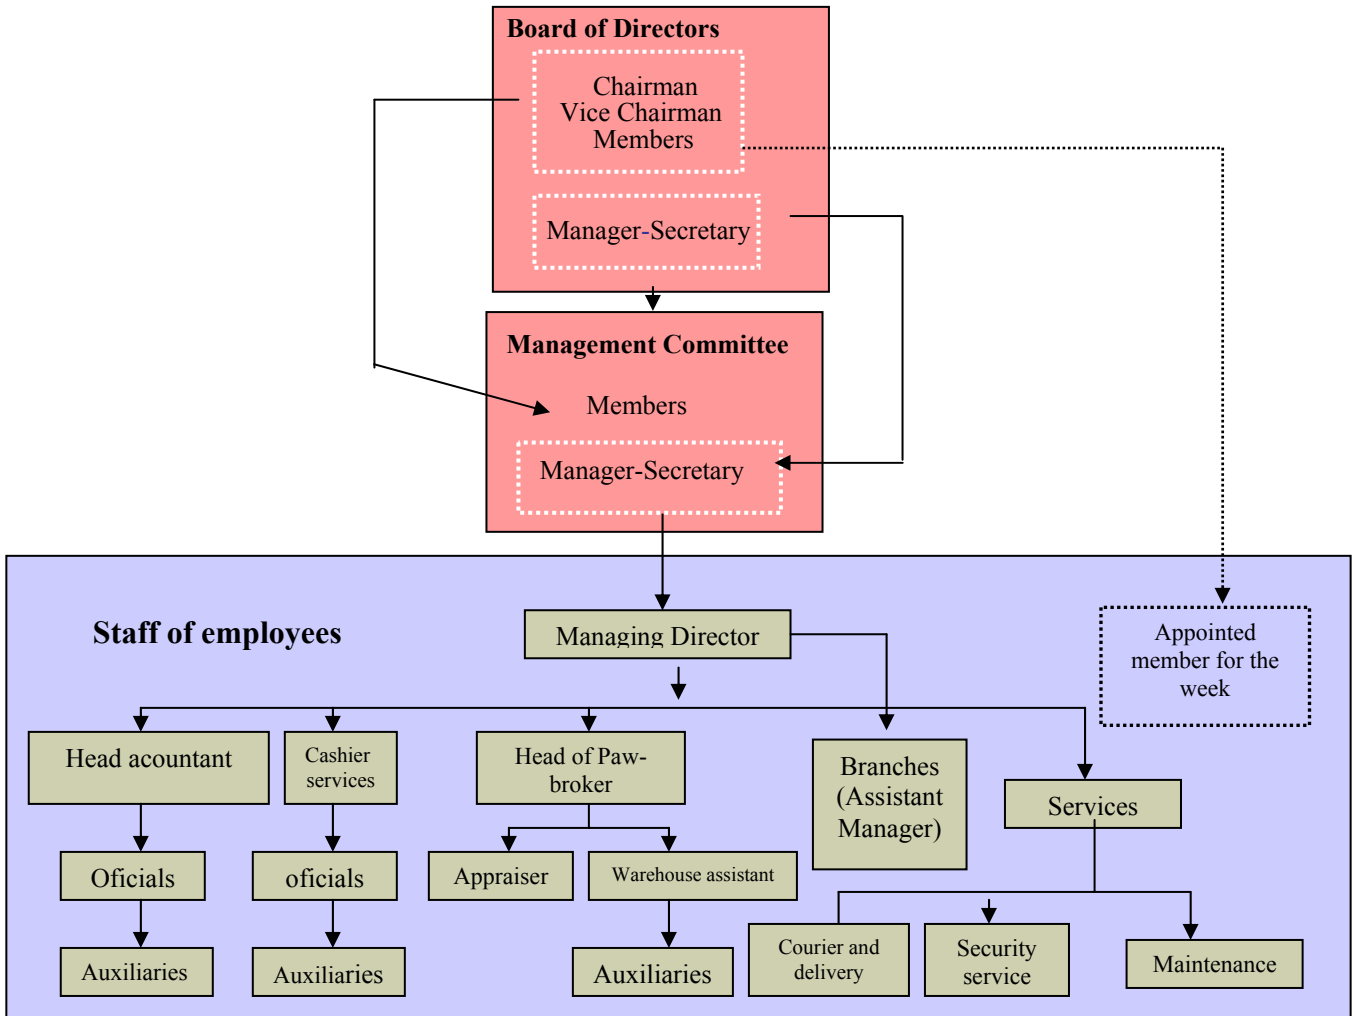 Board of Directors
Chairman
Vice Chairman
Members
Manager-Secretary
Management Committee
Members
Manager-Secretary
Staff of employees
Managing Director
Appointed
member for the
week
Head acountant
Cashier
services
Head of Paw-
broker
Branches
(Assistant
Manager)
Services
Oficials
oficials
Appraiser
Warehouse assistant
Auxiliaries
Auxiliaries
Auxiliaries
Courier and
delivery
Security
service
Maintenance